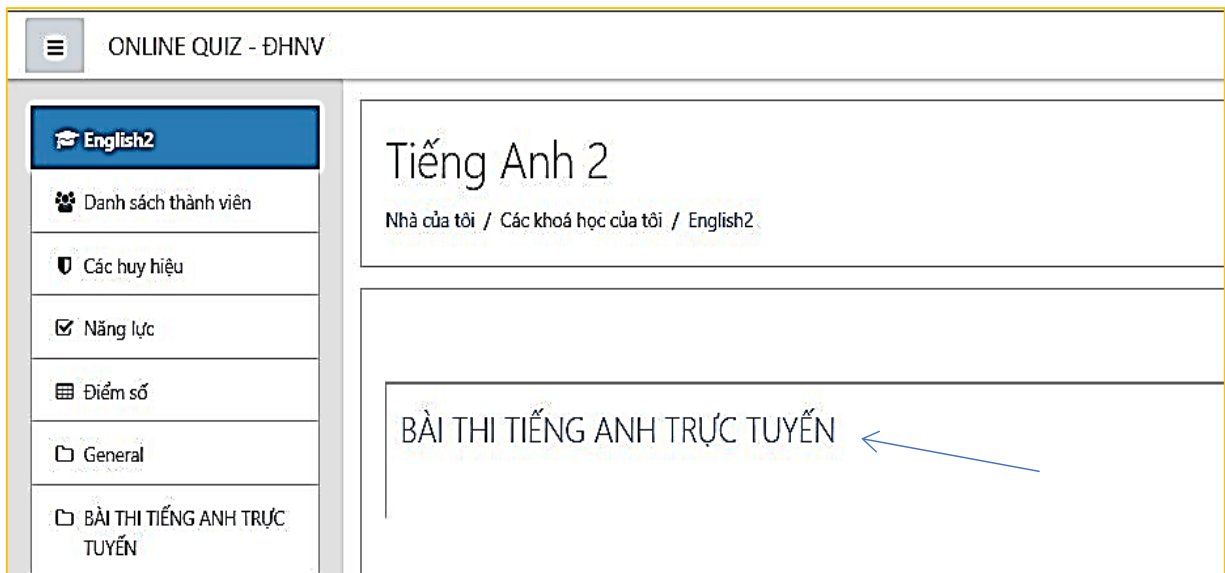 ONLINE QUIZ - ĐHNV
English2
Danh sách thành viên
Các huy hiệu
Năng lực
Điểm số
General
BÀI THI TIẾNG ANH TRỰC
TUYẾN
Tiếng Anh 2
Nhà của tôi / Các khoá học của tôi / English2
BÀI THI TIẾNG ANH TRỰC TUYẾN